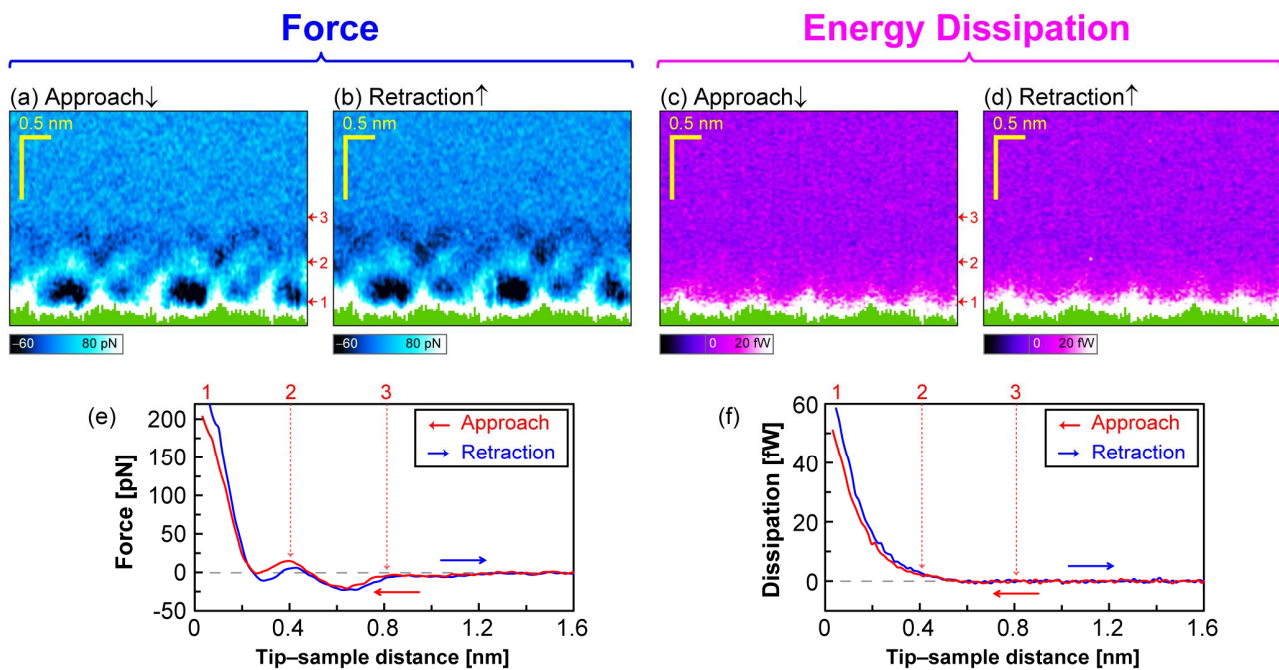 Force
Energy Dissipation
(a) Approach↓
(b) Retraction↑
(c) Approach↓
(d) Retraction↑
0.5 nm
0.5 nm
0.5 nm
0.5 nm
←3
←2
←1
←3
←2
←1
–60 80 pN
–60 80 pN
0 20 fW
0 20 fW
(e)
1 2 3
Force [pN]
200
150
100
50
0
-50
← Approach
→ Retraction
0 0.4 0.8 1.2 1.6
Tip–sample distance [nm]
(f)
1 2 3
Dissipation [fW]
60
40
20
0
← Approach
→ Retraction
0 0.4 0.8 1.2 1.6
Tip–sample distance [nm]